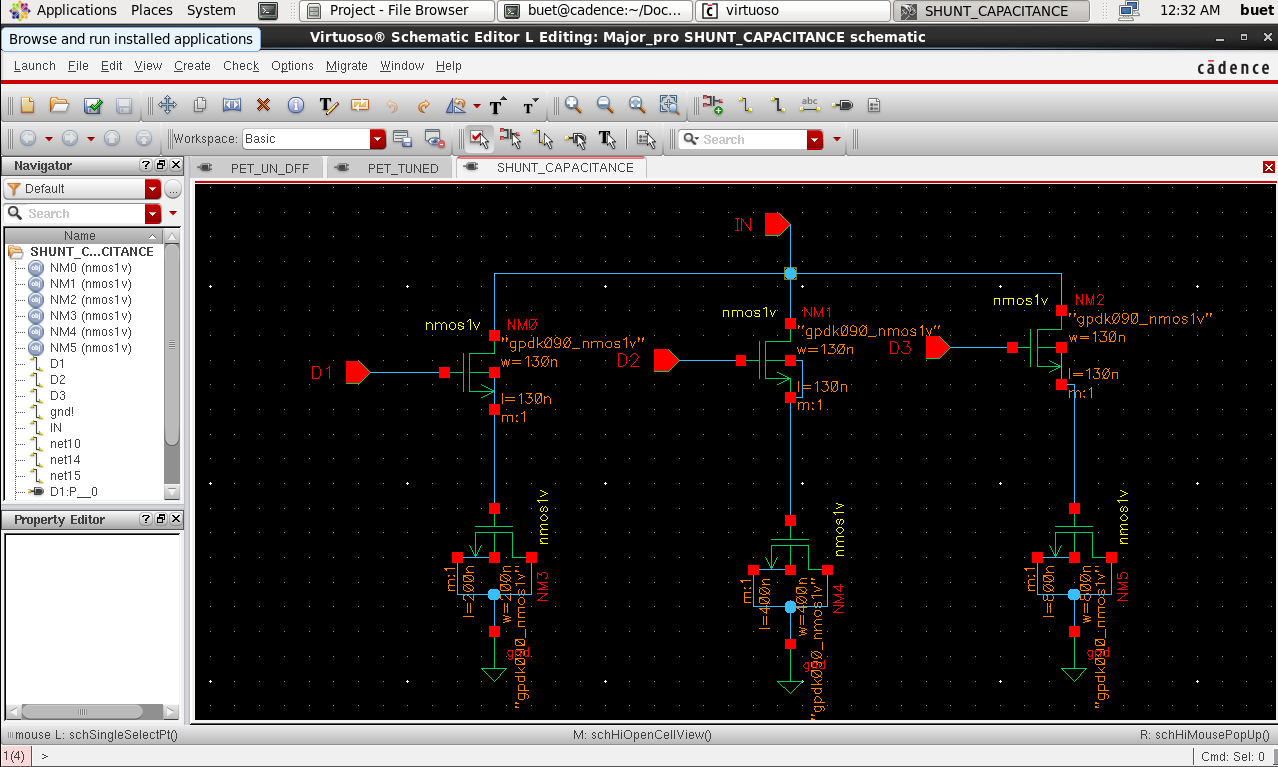 Applications Places System Project - File Browser buet@cadence:~/Doc... virtuoso SHUNT_CAPACITANCE 12:32 AM buet
Browse and run installed applications
Virtuoso® Schematic Editor L Editing: Major_pro SHUNT_CAPACITANCE schematic
Launch File Edit View Create Check Options Migrate Window Help
cādence
Workspace: Basic Search
Navigator
PET_UN_DFF PET_TUNED SHUNT_CAPACITANCE
Default
Search
Name
SHUNT_C...CITANCE
NM0 (nmos1v)
NM1 (nmos1v)
NM2 (nmos1v)
NM3 (nmos1v)
NM4 (nmos1v)
NM5 (nmos1v)
D1
D2
D3
gnd!
IN
net10
net14
net15
D1:P__0
Property Editor
IN
nmos1v NM0
"gpdk090_nmos1v"
w=130n
D1
l=130n
m:1
nmos1v NM1
"gpdk090_nmos1v"
w=130n
D2
l=130n
m:1
nmos1v NM2
"gpdk090_nmos1v"
w=130n
D3
l=130n
m:1
nmos1v
NM3
m:1
l=200n
w=200n
"gpdk090_nmos1v"
gnd
nmos1v
NM4
m:1
l=400n
w=400n
"gpdk090_nmos1v"
gnd
nmos1v
NM5
m:1
w=800n
"gpdk090_nmos1v"
gnd
mouse L: schSingleSelectPt() M: schHiOpenCellView() R: schHiMousePopUp()
1(4) > Cmd: Sel: 0